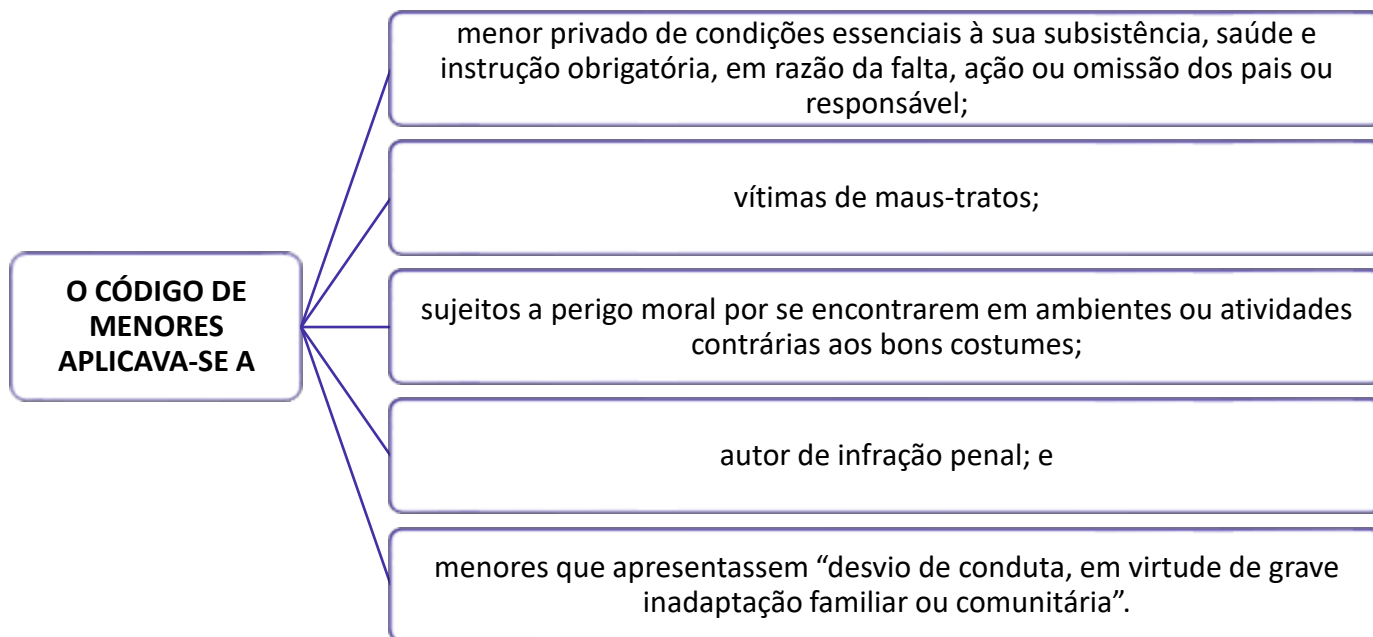 menor privado de condições essenciais à sua subsistência, saúde e
instrução obrigatória, em razão da falta, ação ou omissão dos pais ou
responsável;
vítimas de maus-tratos;
O CÓDIGO DE
MENORES
APLICAVA-SE A
sujeitos a perigo moral por se encontrarem em ambientes ou atividades
contrárias aos bons costumes;
autor de infração penal; e
menores que apresentassem “desvio de conduta, em virtude de grave
inadaptação familiar ou comunitária”.